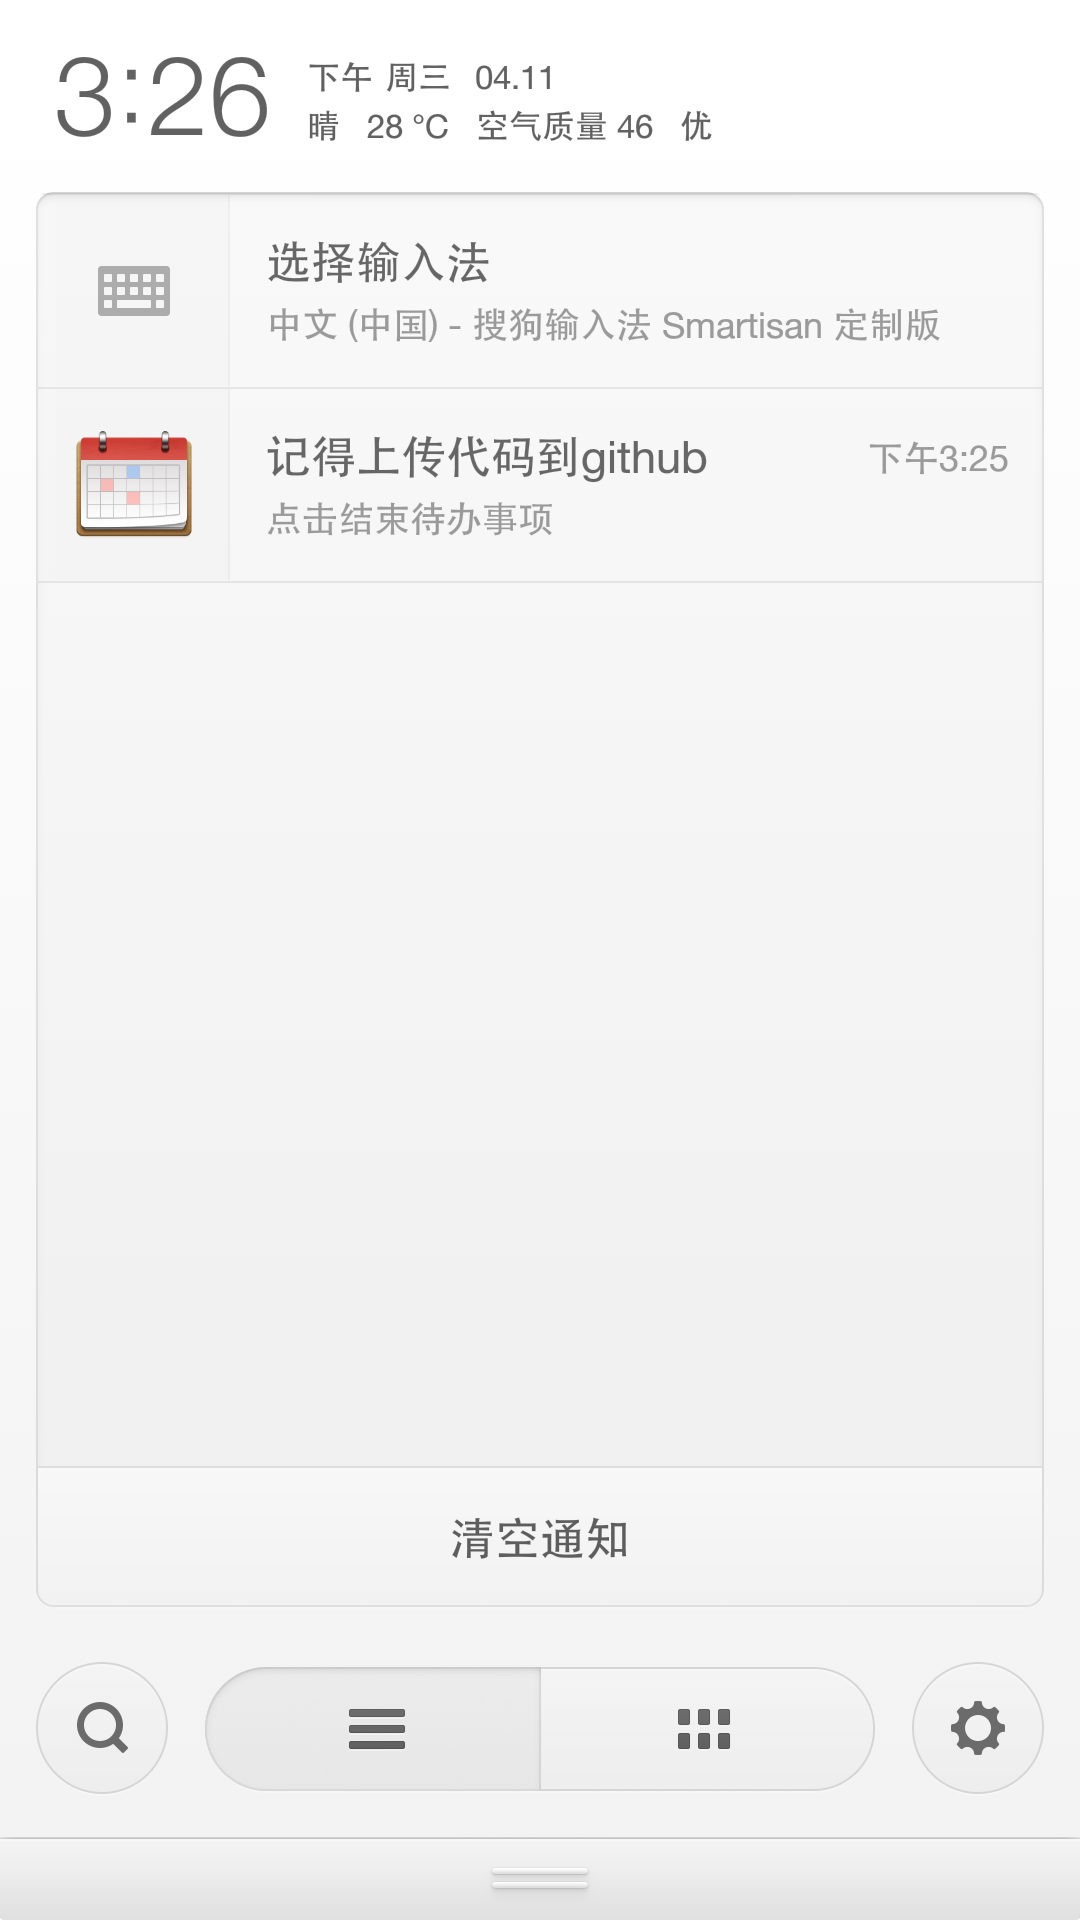 3:26
下午 周三 04.11
晴 28 °C 空气质量 46 优
选择输入法
中文 (中国) - 搜狗输入法 Smartisan 定制版
记得上传代码到github
下午3:25
点击结束待办事项
清空通知